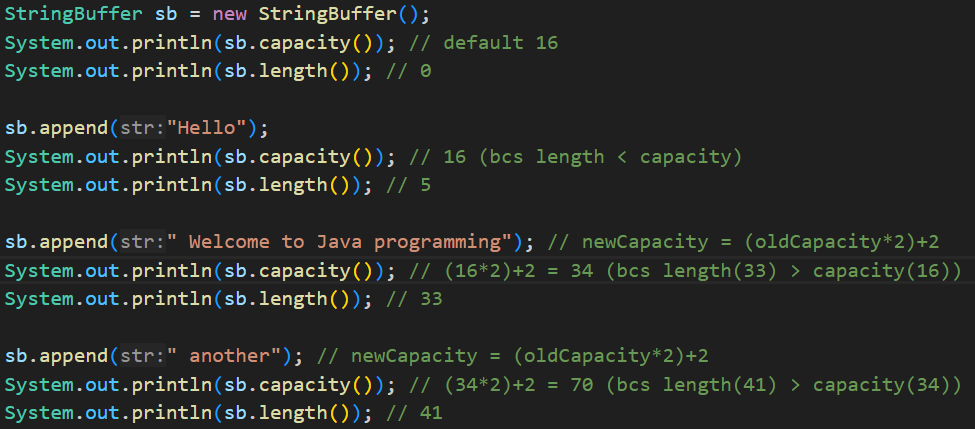 StringBuffer sb = new StringBuffer();
System.out.println(sb.capacity()); // default 16
System.out.println(sb.length()); // 0
sb.append(str:"Hello");
System.out.println(sb.capacity()); // 16 (bcs length < capacity)
System.out.println(sb.length()); // 5
sb.append(str:" Welcome to Java programming"); // newCapacity = (oldCapacity*2)+2
System.out.println(sb.capacity()); // (16*2)+2 = 34 (bcs length(33) > capacity(16))
System.out.println(sb.length()); // 33
sb.append(str:" another"); // newCapacity = (oldCapacity*2)+2
System.out.println(sb.capacity()); // (34*2)+2 = 70 (bcs length(41) > capacity(34))
System.out.println(sb.length()); // 41